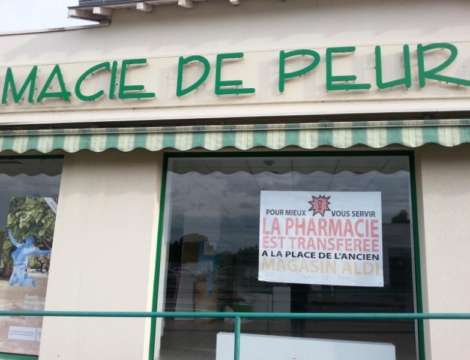 MACIE DE PEUR
POUR MIEUX VOUS SERVIR
LA PHARMACIE
EST TRANSFEREE
A LA PLACE DE L'ANCIEN
MAGASIN ALDI